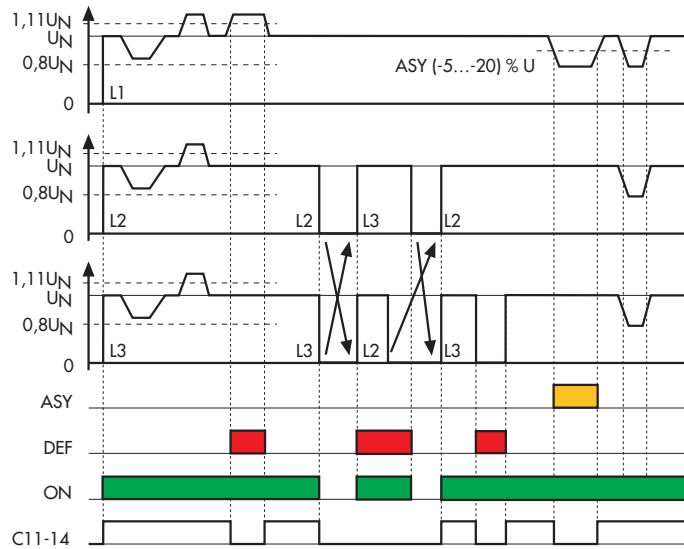 1,11UN
UN
0,8UN
ASY (-5...-20) % U
0
L1
1,11UN
UN
0,8UN
L2
L2
L3
L2
0
1,11UN
UN
0,8UN
L3
L3
L2
L3
0
ASY
DEF
ON
C11-14